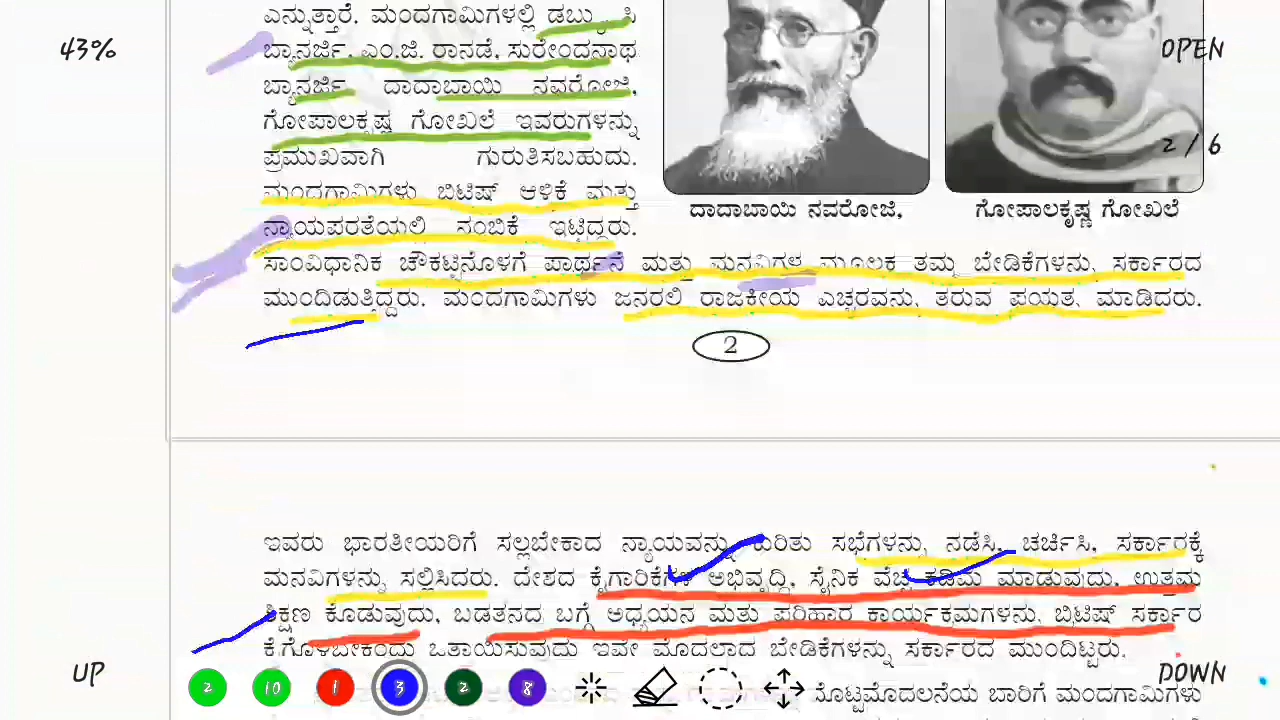 43%
OPEN
2 / 6
ಎನ್ನುತ್ತಾರೆ. ಮಂದಗಾಮಿಗಳಲ್ಲಿ ಡಬ್ಲ್ಯು. ಸಿ
ಬ್ಯಾನರ್ಜಿ, ಎಂ.ಜಿ. ರಾನಡೆ, ಸುರೇಂದನಾಥ
ಬ್ಯಾನರ್ಜಿ ದಾದಾಬಾಯಿ ನವರೋಜಿ,
ಗೋಪಾಲಕೃಷ್ಣ ಗೋಖಲೆ ಇವರುಗಳನ್ನು
ಪ್ರಮುಖವಾಗಿ ಗುರುತಿಸಬಹುದು.
ಮಂದಗಾಮಿಗಳು ಬ್ರಿಟಿಷ್ ಆಳ್ವಿಕೆ ಮತ್ತು
ನ್ಯಾಯಪರತೆಯಲ್ಲಿ ನಂಬಿಕೆ ಇಟ್ಟಿದ್ದರು.
ದಾದಾಬಾಯಿ ನವರೋಜಿ,
ಗೋಪಾಲಕೃಷ್ಣ ಗೋಖಲೆ
ಸಾಂವಿಧಾನಿಕ ಚೌಕಟ್ಟಿನೊಳಗೆ ಪ್ರಾರ್ಥನೆ ಮತ್ತು ಮನವಿಗಳ ಮೂಲಕ ತಮ್ಮ ಬೇಡಿಕೆಗಳನ್ನು ಸರ್ಕಾರದ
ಮುಂದಿಡುತ್ತಿದ್ದರು. ಮಂದಗಾಮಿಗಳು ಜನರಲ್ಲಿ ರಾಜಕೀಯ ಎಚ್ಚರವನ್ನು ತರುವ ಪ್ರಯತ್ನ ಮಾಡಿದರು.
2
ಇವರು ಭಾರತೀಯರಿಗೆ ಸಲ್ಲಬೇಕಾದ ನ್ಯಾಯವನ್ನು ಕುರಿತು ಸಭೆಗಳನ್ನು ನಡೆಸಿ, ಚರ್ಚಿಸಿ, ಸರ್ಕಾರಕ್ಕೆ
ಮನವಿಗಳನ್ನು ಸಲ್ಲಿಸಿದರು. ದೇಶದ ಕೈಗಾರಿಕೆಗಳ ಅಭಿವೃದ್ಧಿ, ಸೈನಿಕ ವೆಚ್ಚ ಕಡಿಮೆ ಮಾಡುವುದು, ಉತ್ತಮ
ಶಿಕ್ಷಣ ಕೊಡುವುದು, ಬಡತನದ ಬಗ್ಗೆ ಅಧ್ಯಯನ ಮತ್ತು ಪರಿಹಾರ ಕಾರ್ಯಕ್ರಮಗಳನ್ನು ಬ್ರಿಟಿಷ್ ಸರ್ಕಾರ
ಕೈಗೊಳ್ಳಬೇಕೆಂದು ಒತ್ತಾಯಿಸುವುದು ಇವೇ ಮೊದಲಾದ ಬೇಡಿಕೆಗಳನ್ನು ಸರ್ಕಾರದ ಮುಂದಿಟ್ಟರು.
UP
DOWN
2 10 1 3 2 8
ಮೊಟ್ಟಮೊದಲನೆಯ ಬಾರಿಗೆ ಮಂದಗಾಮಿಗಳು